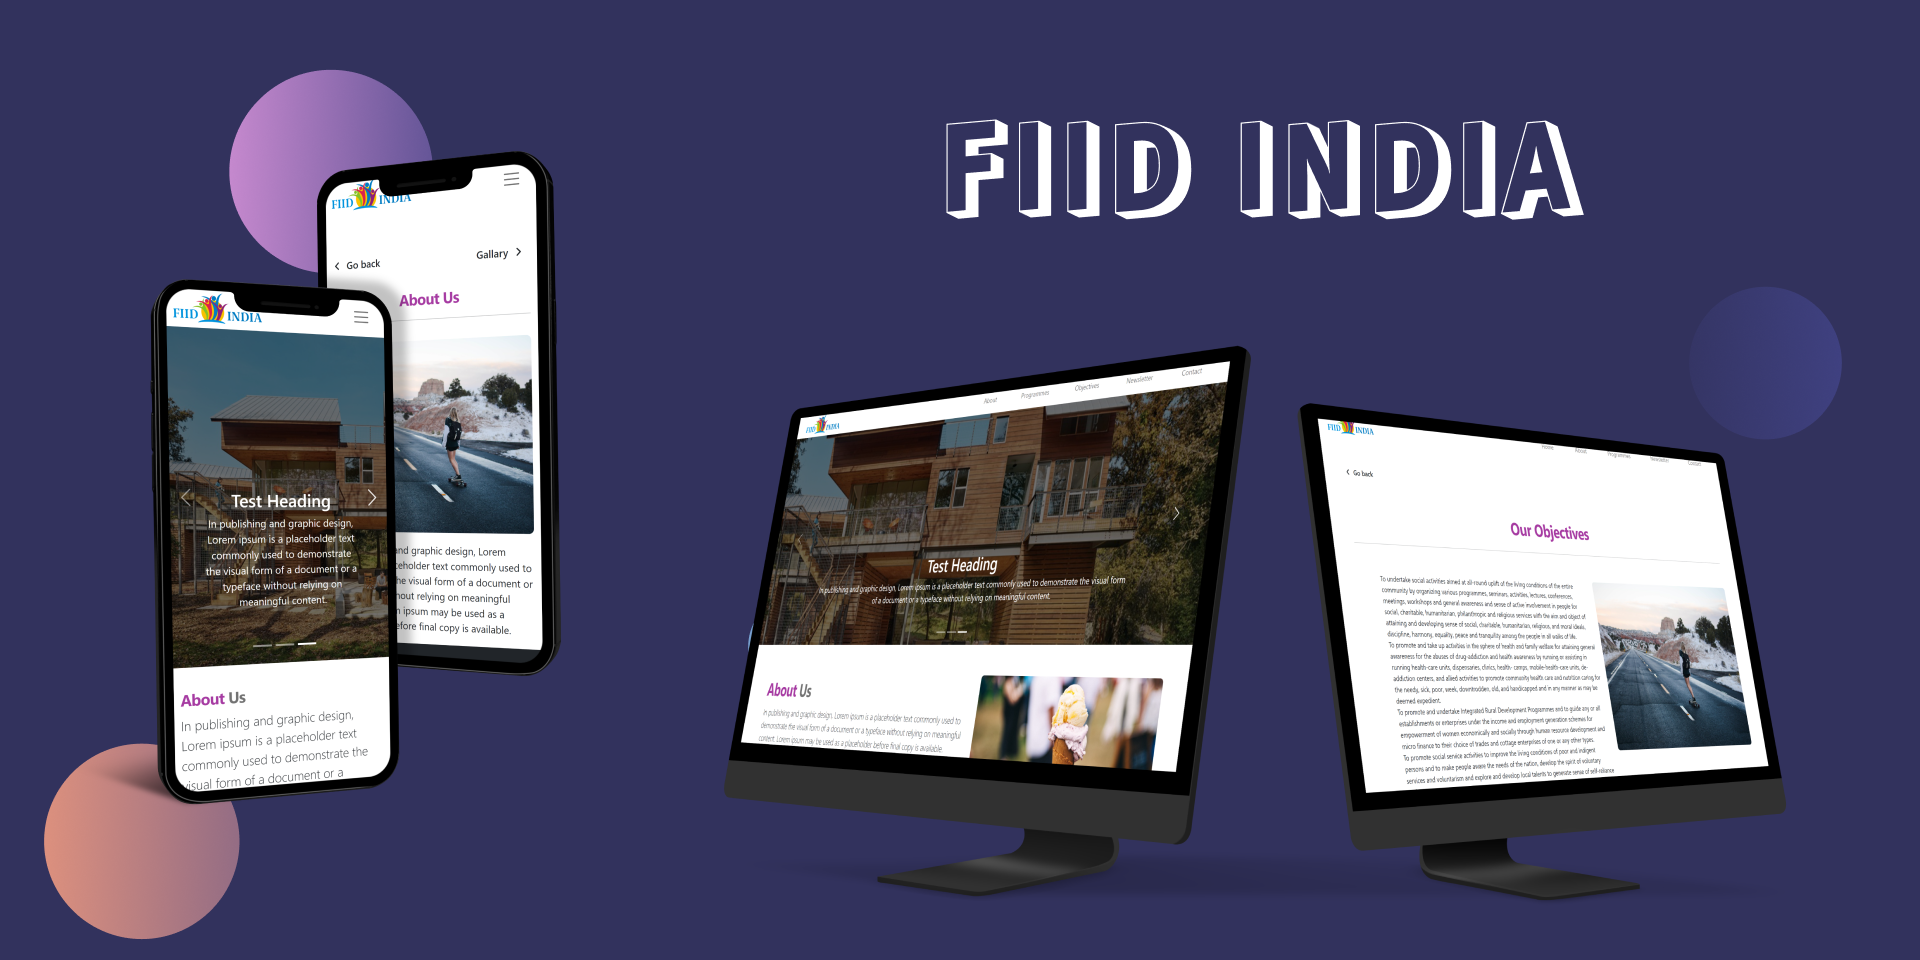 FIID INDIA
FIID INDIA
Go back
Gallary
About Us
and graphic design, Lorem
ceholder text commonly used to
he visual form of a document or
hout relying on meaningful
ipsum may be used as a
efore final copy is available.
FIID INDIA
Test Heading
In publishing and graphic design,
Lorem ipsum is a placeholder text
commonly used to demonstrate
the visual form of a document or a
typeface without relying on
meaningful content.
About Us
In publishing and graphic design,
Lorem ipsum is a placeholder text
commonly used to demonstrate the
visual form of a document or a
FIID INDIA
About Programmes Objectives Newsletter Contact
Test Heading
In publishing and graphic design, Lorem ipsum is a placeholder text commonly used to demonstrate the visual form
of a document or a typeface without relying on meaningful content.
About Us
In publishing and graphic design, Lorem ipsum is a placeholder text commonly used to
demonstrate the visual form of a document or a typeface without relying on meaningful
content. Lorem ipsum may be used as a placeholder before final copy is available.
FIID INDIA
Home About Programmes Newsletter Contact
Go back
Our Objectives
To undertake social activities aimed at all-round uplift of the living conditions of the entire
community by organizing various programmes, seminars, activities, lectures, conferences,
meetings, workshops and general awareness and sense of active involvement in people for
social, charitable, humanitarian, philanthropic and religious services with the aim and object of
attaining and developing sense of social, charitable, humanitarian, religious, and moral ideals,
discipline, harmony, equality, peace and tranquility among the people in all walks of life.
To promote and take up activities in the sphere of health and family welfare for attaining general
awareness for the abuses of drug-addiction and health awareness by running or assisting in
running health-care units, dispensaries, clinics, health- camps, mobile-health-care units, de-
addiction centers, and allied activities to promote community health care and nutrition caring for
the needy, sick, poor, week, downtrodden, old, and handicapped and in any manner as may be
deemed expedient.
To promote and undertake Integrated Rural Development Programmes and to guide any or all
establishments or enterprises under the income and employment generation schemes for
empowerment of women economically and socially through human resource development and
micro finance to their choice of trades and cottage enterprises of one or any other types.
To promote social service activities to improve the living conditions of poor and indigent
persons and to make people aware the needs of the nation, develop the spirit of voluntary
services and voluntarism and explore and develop local talents to generate sense of self-reliance